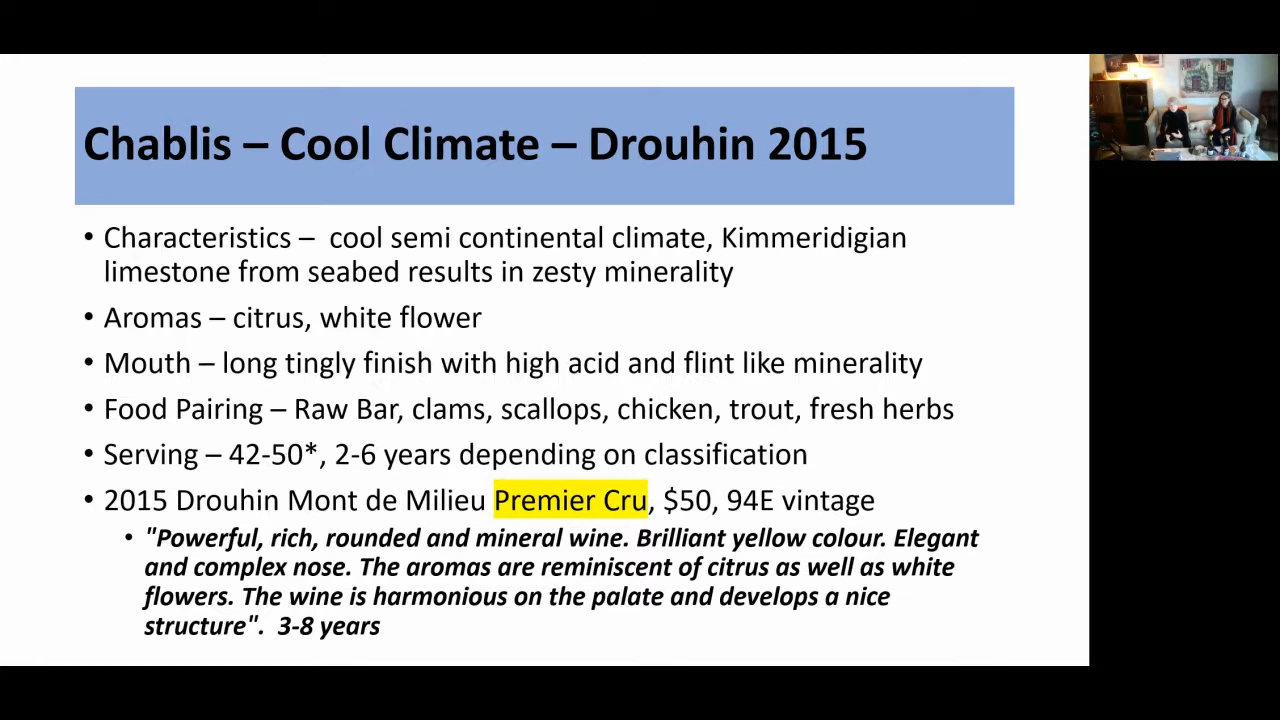 Chablis – Cool Climate – Drouhin 2015
• Characteristics – cool semi continental climate, Kimmeridigian
limestone from seabed results in zesty minerality
• Aromas – citrus, white flower
• Mouth – long tingly finish with high acid and flint like minerality
• Food Pairing – Raw Bar, clams, scallops, chicken, trout, fresh herbs
• Serving – 42-50*, 2-6 years depending on classification
• 2015 Drouhin Mont de Milieu Premier Cru, $50, 94E vintage
• "Powerful, rich, rounded and mineral wine. Brilliant yellow colour. Elegant
and complex nose. The aromas are reminiscent of citrus as well as white
flowers. The wine is harmonious on the palate and develops a nice
structure". 3-8 years